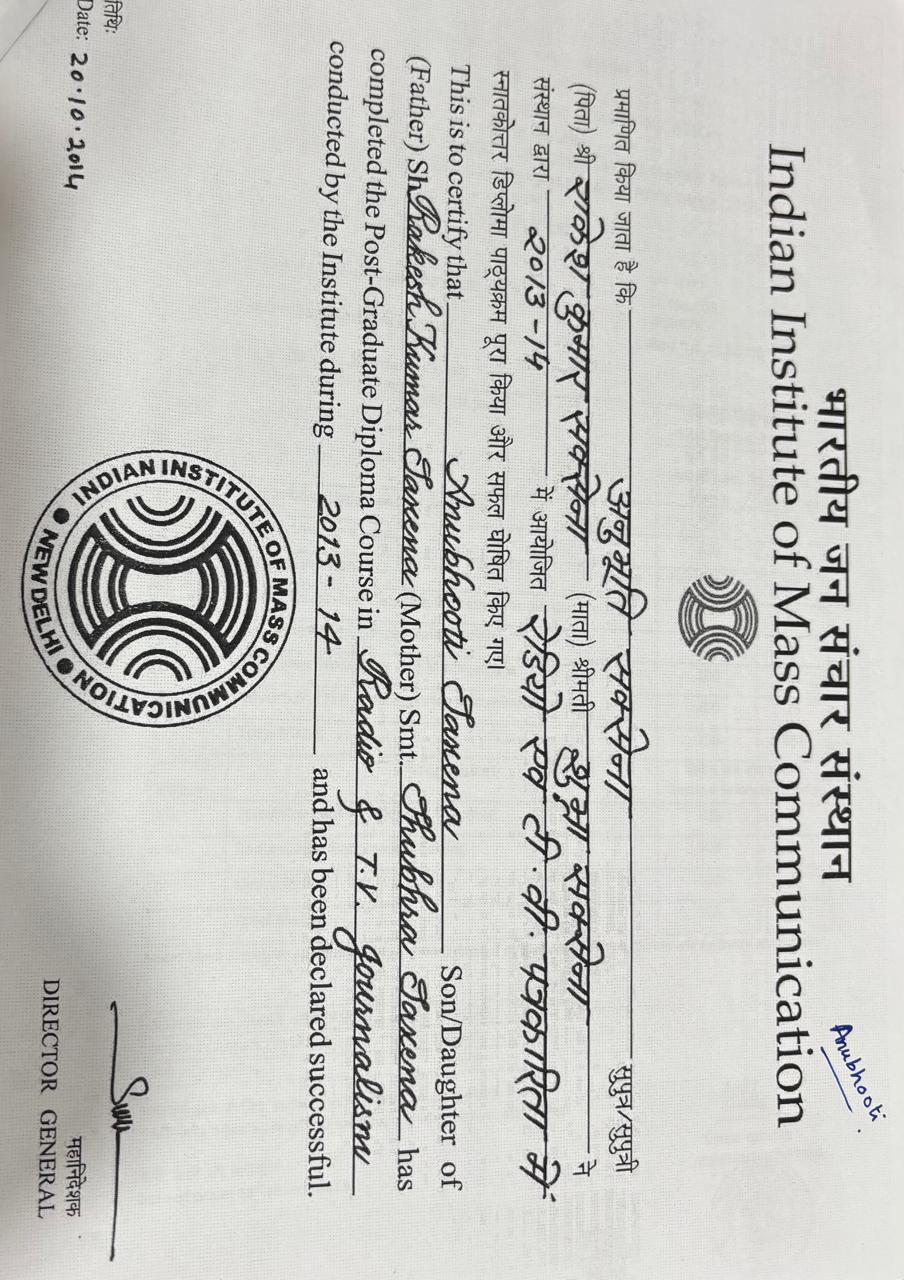 भारतीय जन संचार संस्थान
Indian Institute of Mass Communication
Anubhooti
प्रमाणित किया जाता है कि अनुभूति सक्सेना सुपुत्र/सुपुत्री
(पिता) श्री राकेश कुमार सक्सेना (माता) श्रीमती शुभ्रा सक्सेना ने
संस्थान द्वारा 2013-14 में आयोजित रेडियो एवं टी.वी. पत्रकारिता में
स्नातकोत्तर डिप्लोमा पाठ्यक्रम पूरा किया और सफल घोषित किए गए।
This is to certify that Anubhooti Saxena Son/Daughter of
(Father) Sh Rakesh Kumar Saxena (Mother) Smt. Shubhra Saxena has
completed the Post-Graduate Diploma Course in Radio & T.V. Journalism
conducted by the Institute during 2013-14 and has been declared successful.
INDIAN INSTITUTE OF MASS COMMUNICATION
NEW DELHI
तिथि:
Date: 20.10.2014
महानिदेशक
DIRECTOR GENERAL